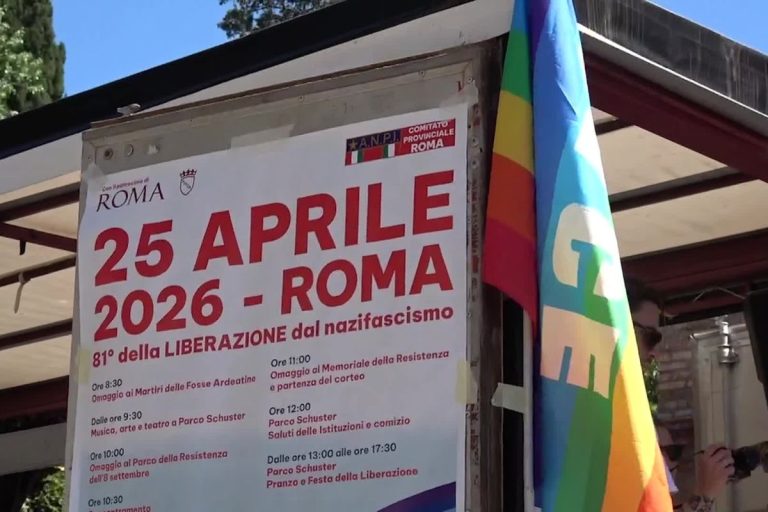 Con il patrocinio di
ROMA
A.N.P.I.
COMITATO
PROVINCIALE
ROMA
25 APRILE
2026 - ROMA
81° della LIBERAZIONE dal nazifascismo
Ore 8:30
Omaggio ai Martiri delle Fosse Ardeatine
Dalle ore 9:30
Musica, arte e teatro a Parco Schuster
Ore 10:00
Omaggio al Parco della Resistenza
dell'8 settembre
Ore 10:30
Ore 11:00
Omaggio al Memoriale della Resistenza
e partenza del corteo
Ore 12:00
Parco Schuster
Saluti delle Istituzioni e comizio
Dalle ore 13:00 alle ore 17:30
Parco Schuster
Pranzo e Festa della Liberazione
CE